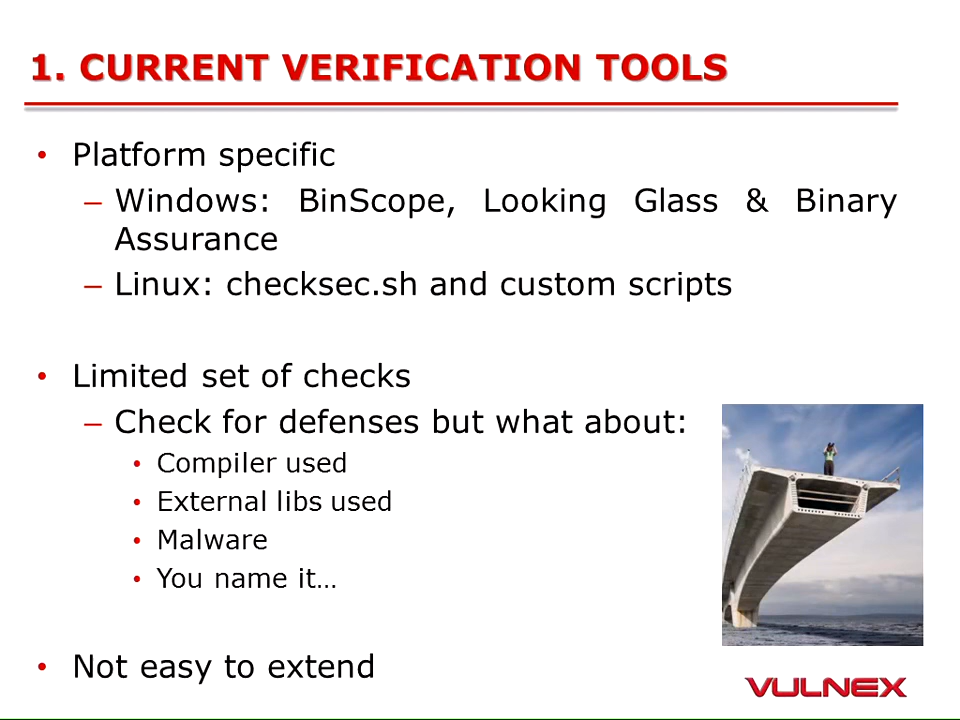 1. CURRENT VERIFICATION TOOLS
• Platform specific
– Windows: BinScope, Looking Glass & Binary
Assurance
– Linux: checksec.sh and custom scripts
• Limited set of checks
– Check for defenses but what about:
• Compiler used
• External libs used
• Malware
• You name it…
• Not easy to extend
VULNEX